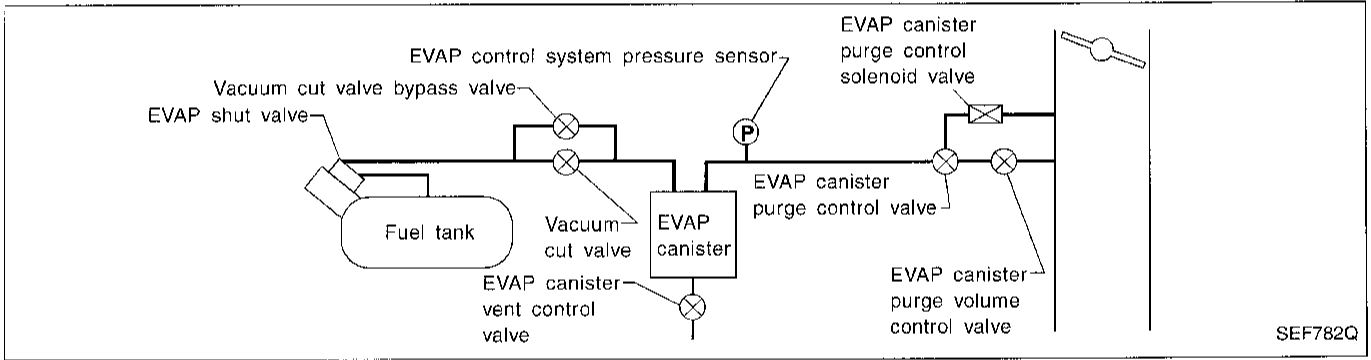 EVAP canister
purge control
solenoid valve
EVAP control system pressure sensor
Vacuum cut valve bypass valve
EVAP shut valve
P
EVAP canister
purge control valve
Fuel tank
Vacuum
cut valve
EVAP
canister
EVAP canister
vent control
valve
EVAP canister
purge volume
control valve
SEF782Q